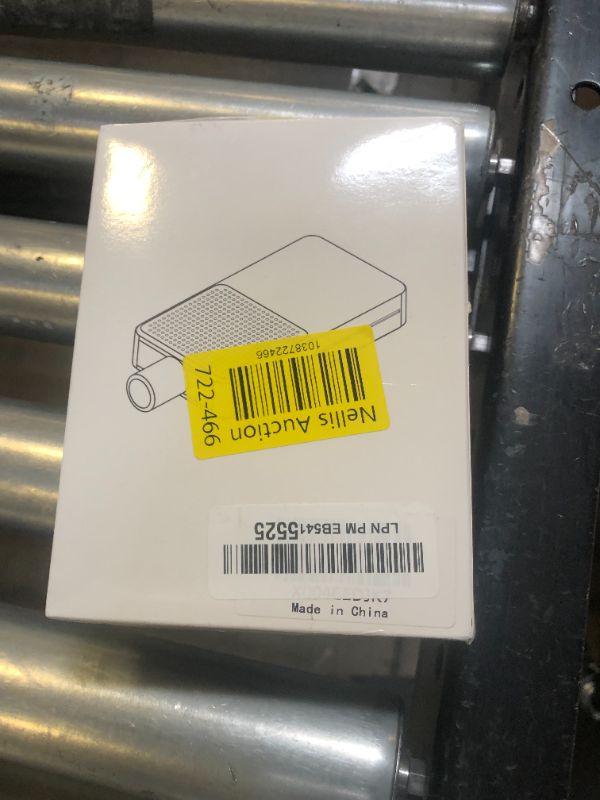 1038722466
722-466
Nellis Auction
LPN PM EB5415525
Made in China